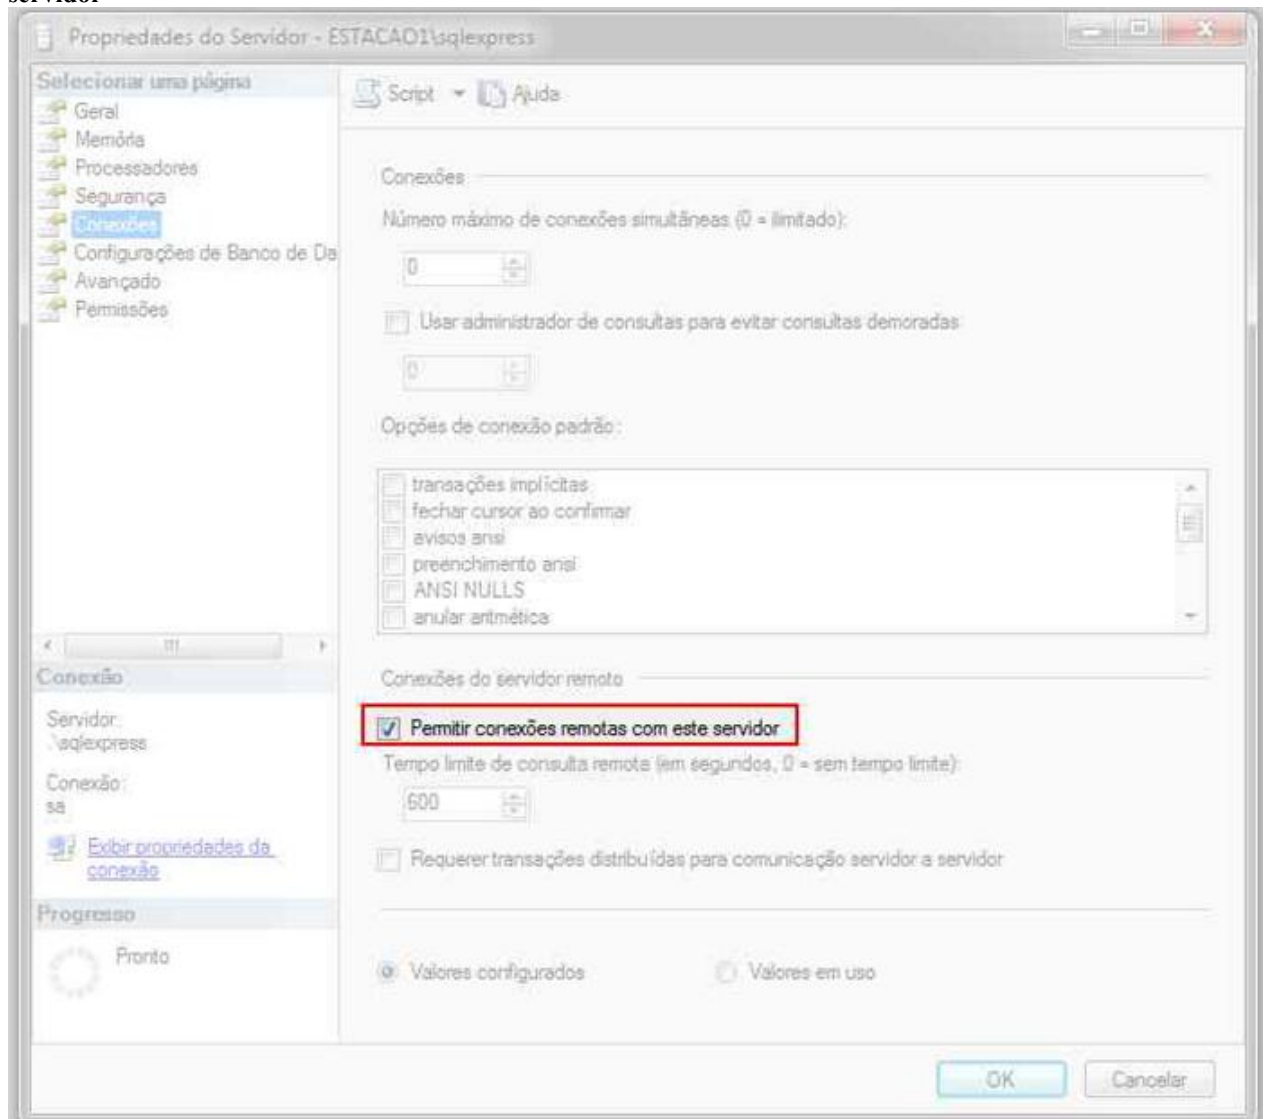 servidor
Propriedades do Servidor - ESTACAO1\sqlexpress
Selecionar uma página
Geral
Memória
Processadores
Segurança
Conexões
Configurações de Banco de Da
Avançado
Permissões
Script
Ajuda
Conexões
Número máximo de conexões simultâneas (0 = ilimitado):
0
Usar administrador de consultas para evitar consultas demoradas
0
Opções de conexão padrão:
transações implícitas
fechar cursor ao confirmar
avisos ansi
preenchimento ansi
ANSI NULLS
anular aritmética
Conexão
Servidor:
.\sqlexpress
Conexão:
sa
Exibir propriedades da
conexão
Progresso
Pronto
Conexões do servidor remoto
Permitir conexões remotas com este servidor
Tempo limite de consulta remota (em segundos, 0 = sem tempo limite):
600
Requerer transações distribuídas para comunicação servidor a servidor
Valores configurados
Valores em uso
OK
Cancelar